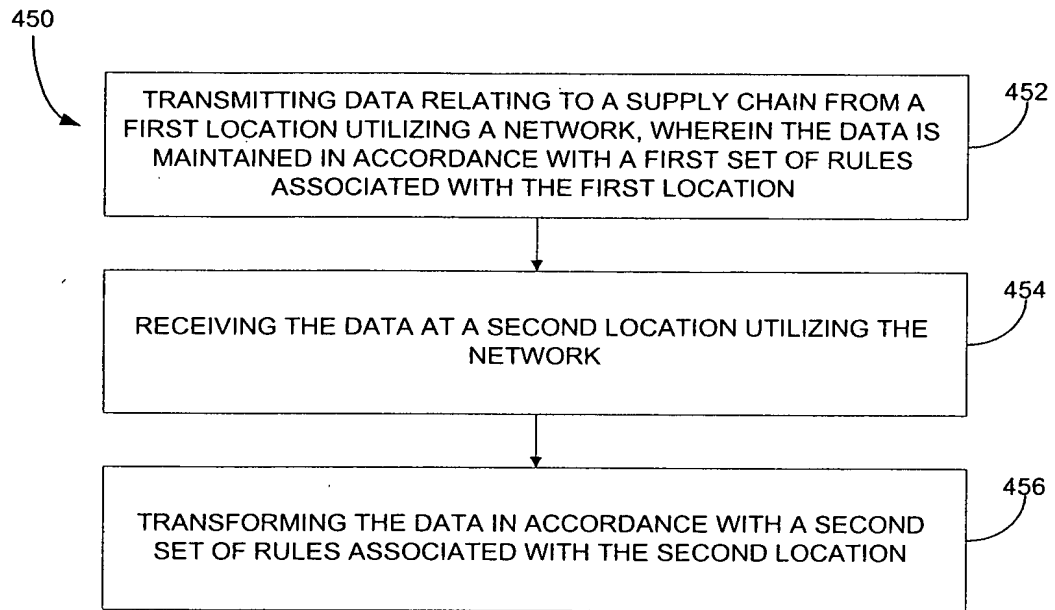 450
TRANSMITTING DATA RELATING TO A SUPPLY CHAIN FROM A
FIRST LOCATION UTILIZING A NETWORK, WHEREIN THE DATA IS
MAINTAINED IN ACCORDANCE WITH A FIRST SET OF RULES
ASSOCIATED WITH THE FIRST LOCATION
452
RECEIVING THE DATA AT A SECOND LOCATION UTILIZING THE
NETWORK
454
TRANSFORMING THE DATA IN ACCORDANCE WITH A SECOND
SET OF RULES ASSOCIATED WITH THE SECOND LOCATION
456